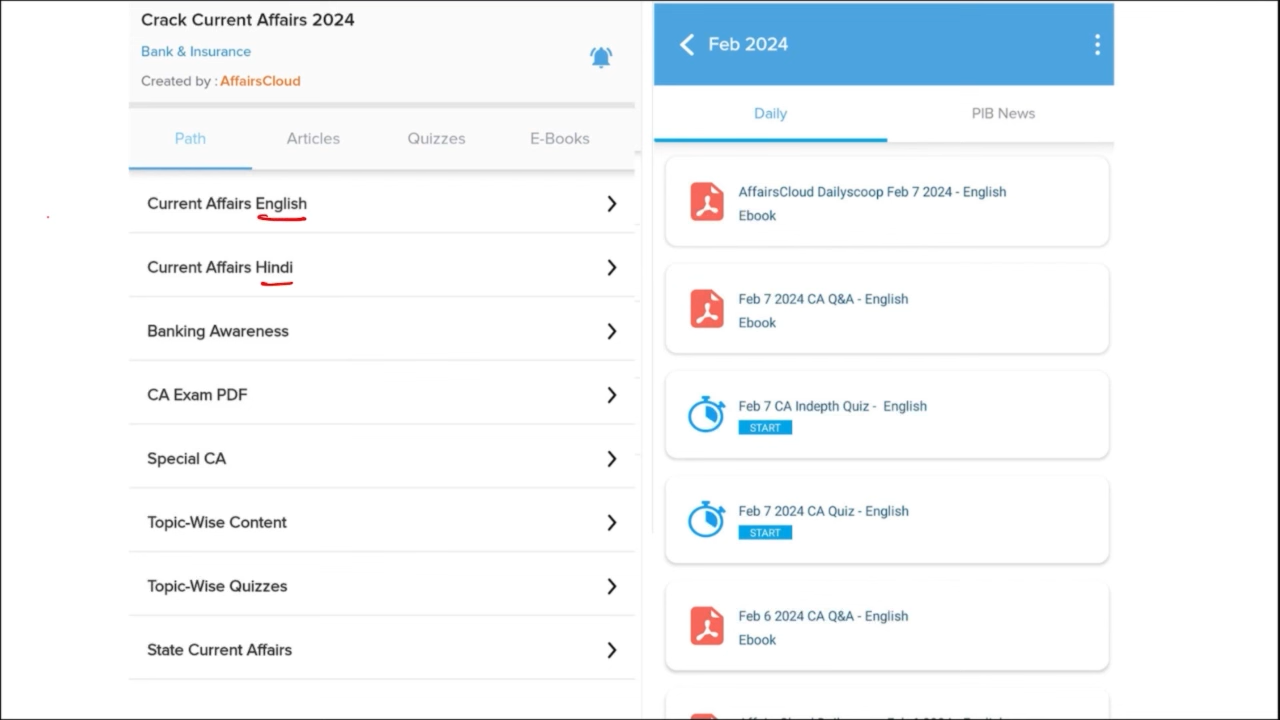 Crack Current Affairs 2024
Bank & Insurance
Created by : AffairsCloud
Path
Articles
Quizzes
E-Books
Current Affairs English
Current Affairs Hindi
Banking Awareness
CA Exam PDF
Special CA
Topic-Wise Content
Topic-Wise Quizzes
State Current Affairs
Feb 2024
Daily
PIB News
AffairsCloud Dailyscoop Feb 7 2024 - English
Ebook
Feb 7 2024 CA Q&A - English
Ebook
Feb 7 CA Indepth Quiz - English
START
Feb 7 2024 CA Quiz - English
START
Feb 6 2024 CA Q&A - English
Ebook